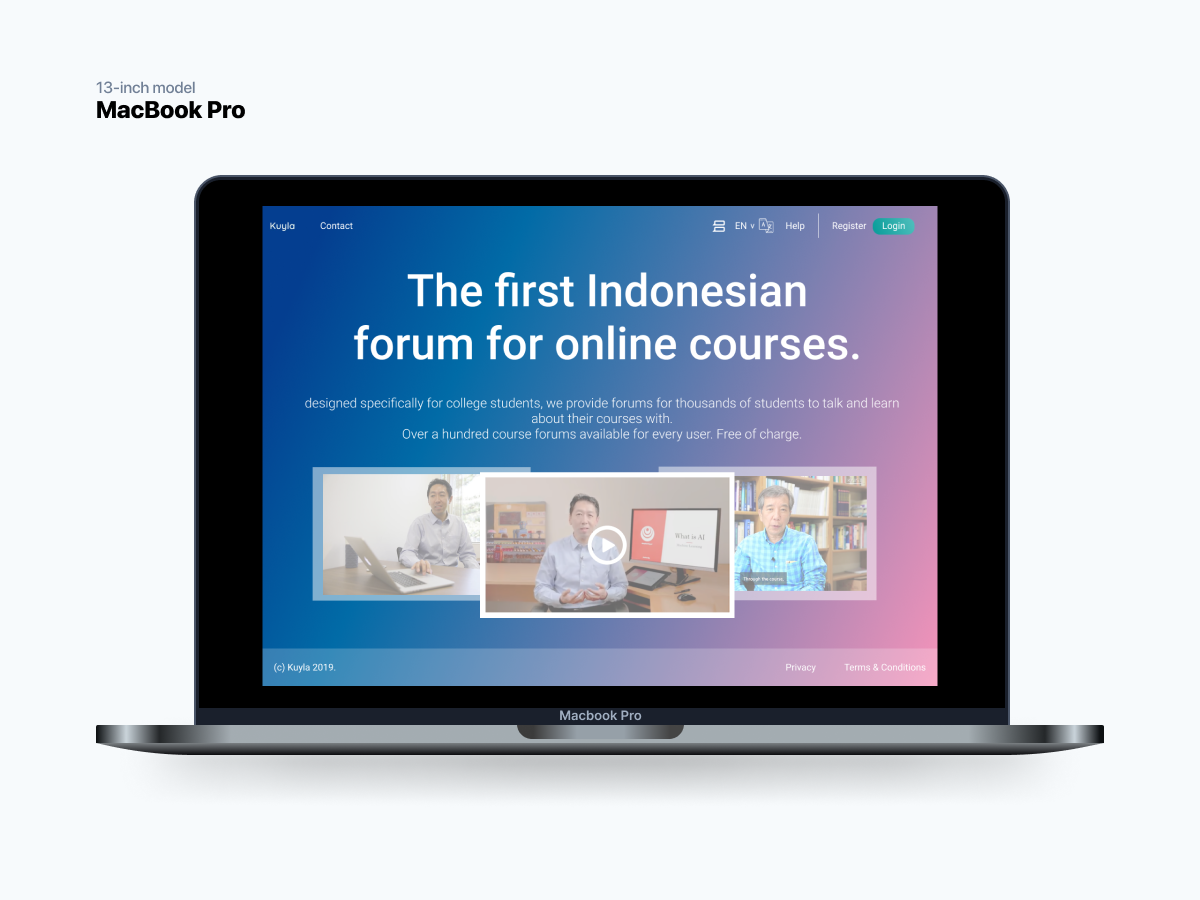 13-inch model
MacBook Pro
Kuyla
Contact
EN v
Help
Register
Login
The first Indonesian
forum for online courses.
designed specifically for college students, we provide forums for thousands of students to talk and learn
about their courses with.
Over a hundred course forums available for every user. Free of charge.
What is AI
Through the course,
(c) Kuyla 2019.
Privacy
Terms & Conditions
Macbook Pro